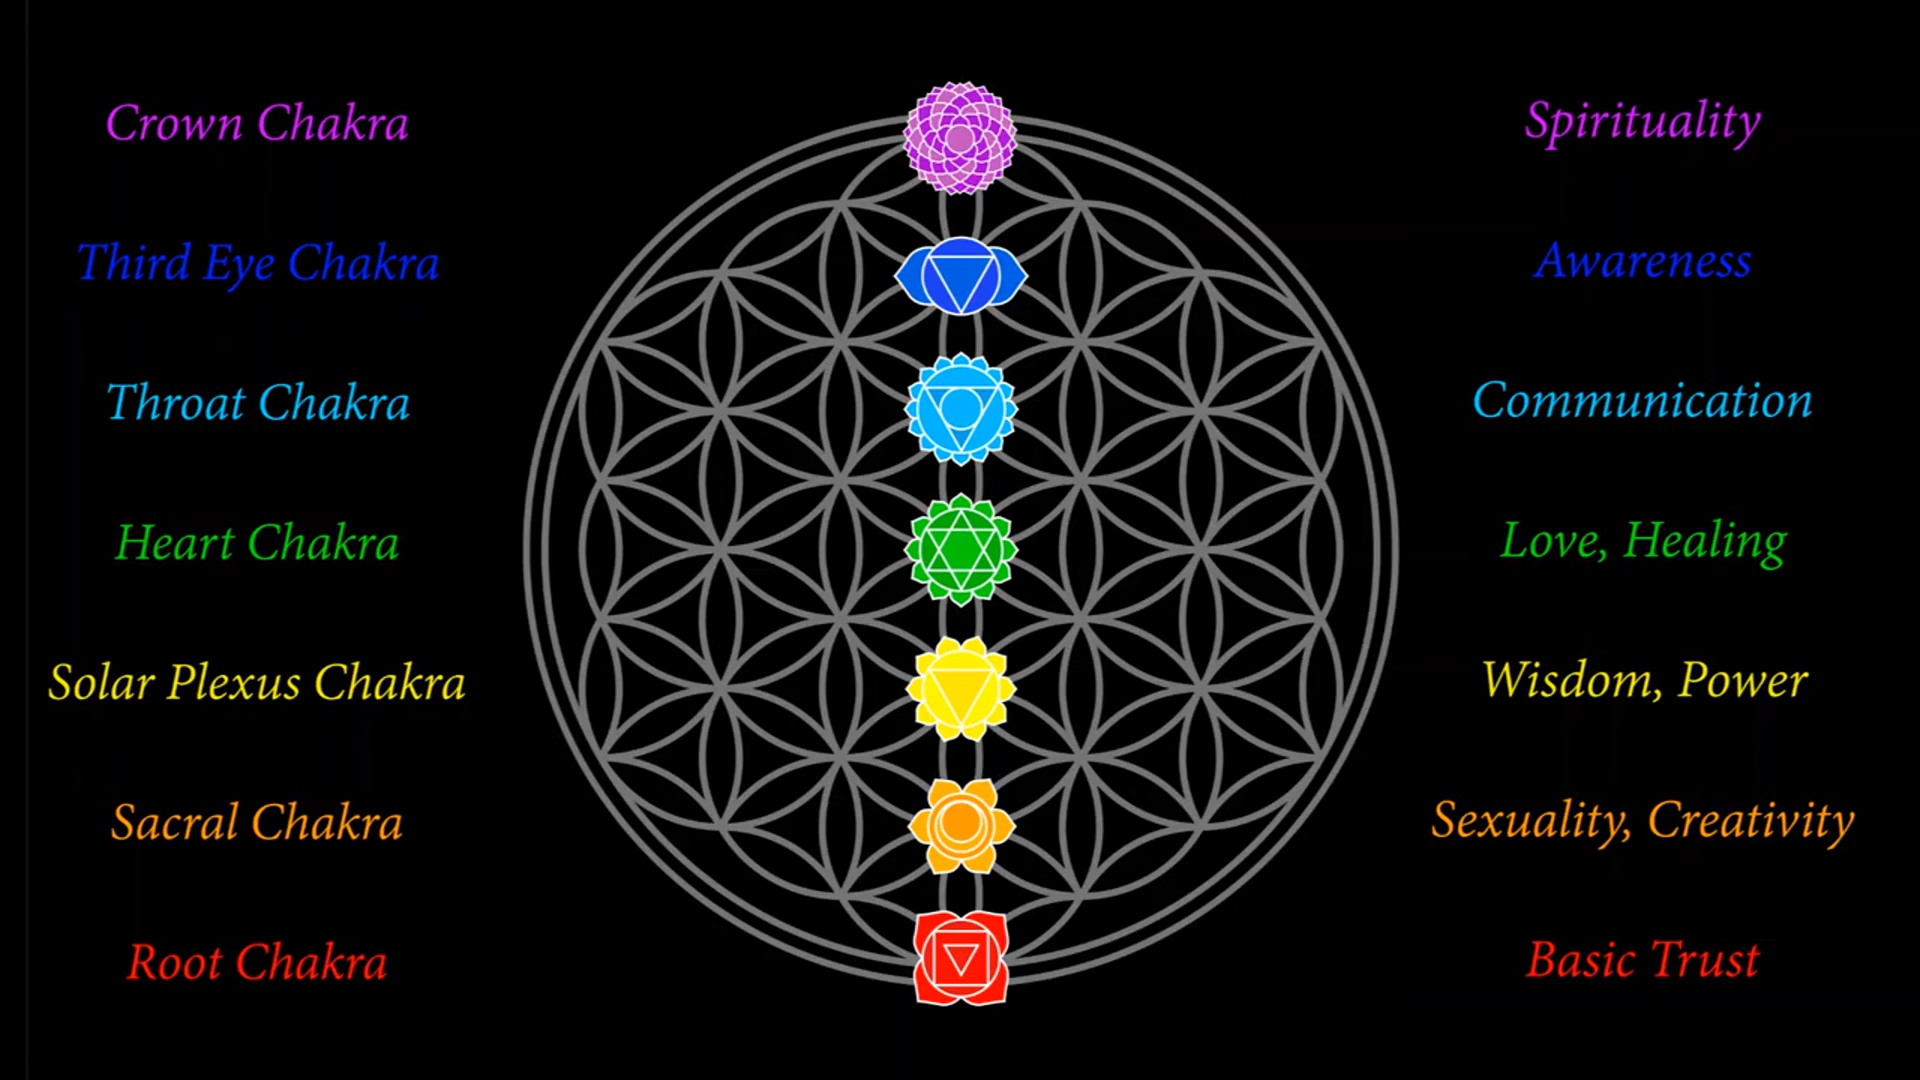 Crown Chakra
Spirituality
Third Eye Chakra
Awareness
Throat Chakra
Communication
Heart Chakra
Love, Healing
Solar Plexus Chakra
Wisdom, Power
Sacral Chakra
Sexuality, Creativity
Root Chakra
Basic Trust